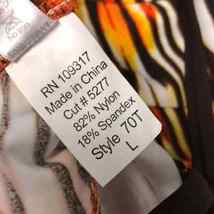 RN 109317
Made in China
Cut # 5277
82% Nylon
18% Spandex
Style 70T
L